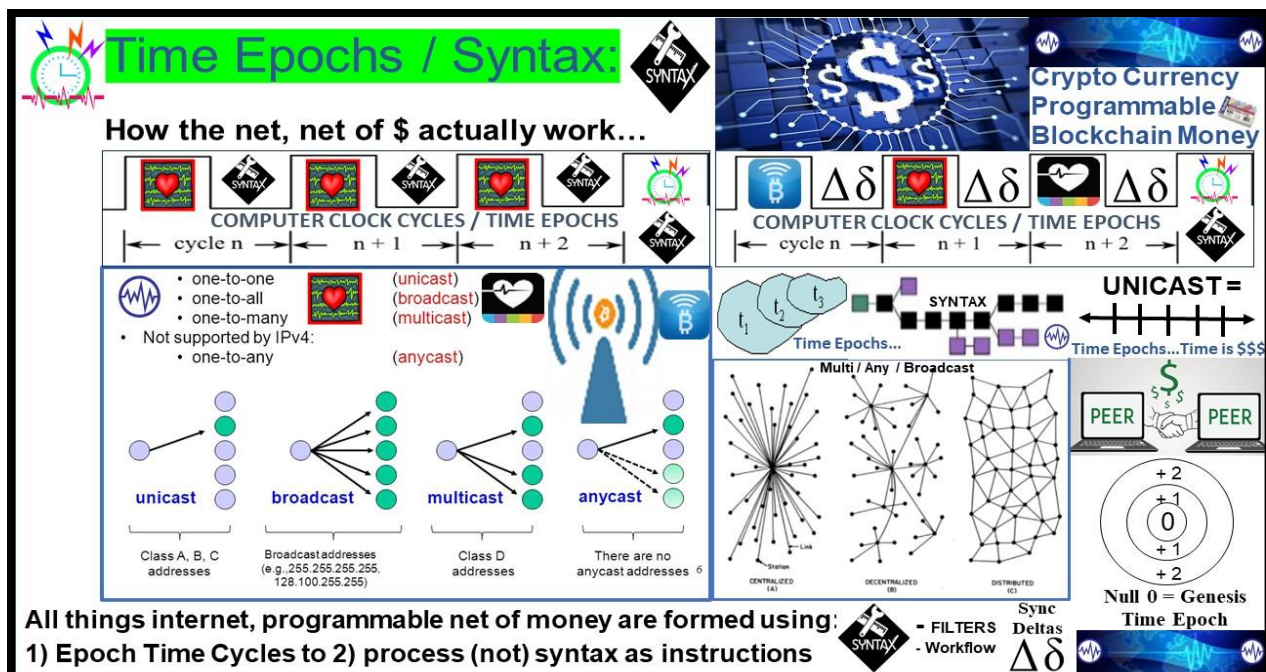 Time Epochs / Syntax:
SYNTAX
How the net, net of $ actually work…
$ $ $
Crypto Currency
Programmable
Blockchain Money
SYNTAX
SYNTAX
SYNTAX
COMPUTER CLOCK CYCLES / TIME EPOCHS
cycle n
n + 1
n + 2
SYNTAX
Δδ
Δδ
Δδ
COMPUTER CLOCK CYCLES / TIME EPOCHS
cycle n
n + 1
n + 2
SYNTAX
• one-to-one (unicast)
• one-to-all (broadcast)
• one-to-many (multicast)
• Not supported by IPv4:
• one-to-any (anycast)
unicast
broadcast
multicast
anycast
Class A, B, C
addresses
Broadcast addresses
(e.g.,255.255.255.255,
128.100.255.255)
Class D
addresses
There are no
anycast addresses 6
t1
t2
t3
Time Epochs...
SYNTAX
UNICAST =
Time Epochs...Time is $$$
Multi / Any / Broadcast
Link
Station
CENTRALIZED
(A)
DECENTRALIZED
(B)
DISTRIBUTED
(C)
$
$ $
$
PEER
PEER
+ 2
+ 1
0
+ 1
+ 2
Null 0 = Genesis
Time Epoch
All things internet, programmable net of money are formed using:
1) Epoch Time Cycles to 2) process (not) syntax as instructions
SYNTAX
= FILTERS
- Workflow
Sync
Deltas
Δδ